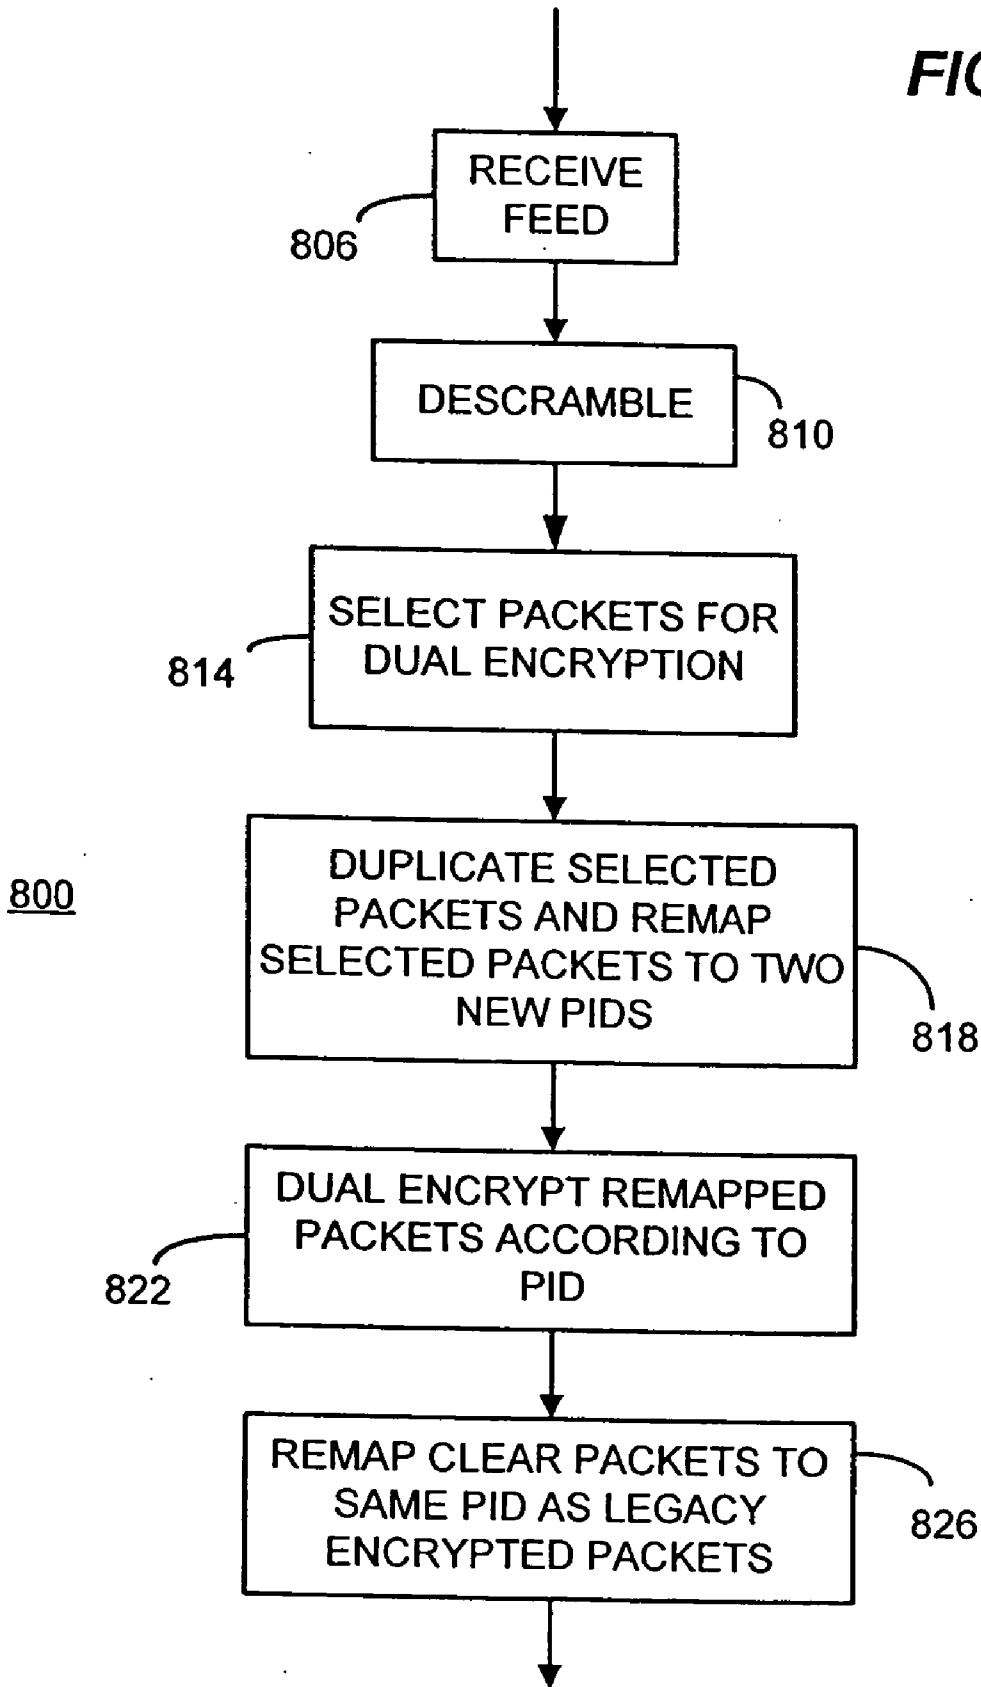 RECEIVE
FEED
806
DESCRAMBLE
810
SELECT PACKETS FOR
DUAL ENCRYPTION
814
800
DUPLICATE SELECTED
PACKETS AND REMAP
SELECTED PACKETS TO TWO
NEW PIDS
818
DUAL ENCRYPT REMAPPED
PACKETS ACCORDING TO
PID
822
REMAP CLEAR PACKETS TO
SAME PID AS LEGACY
ENCRYPTED PACKETS
826